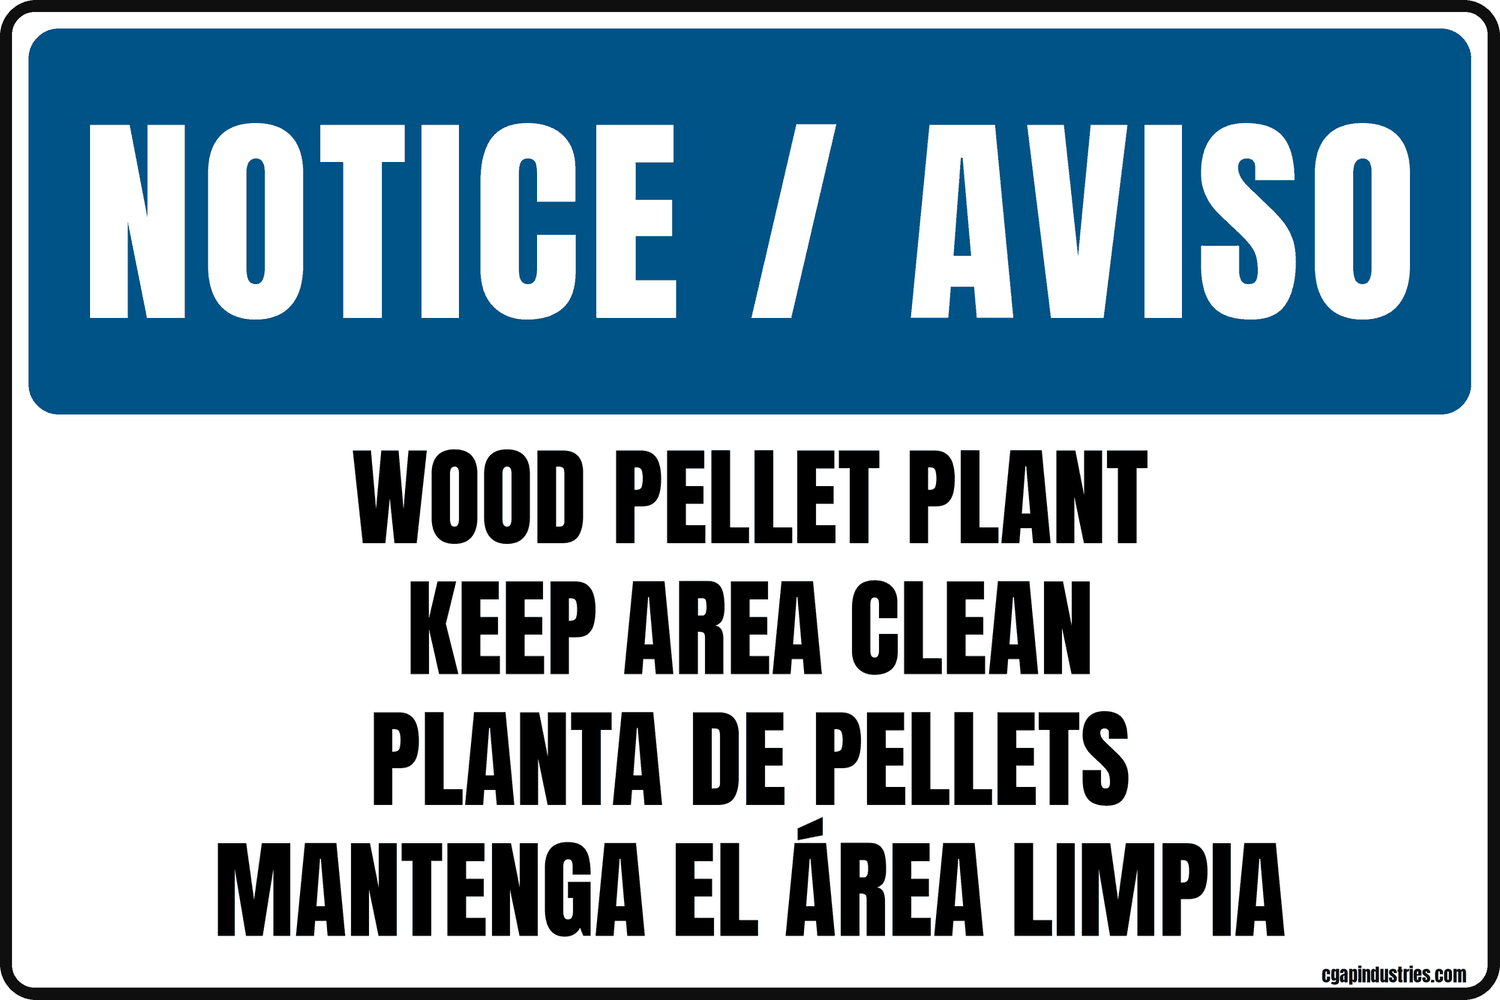 NOTICE / AVISO
WOOD PELLET PLANT
KEEP AREA CLEAN
PLANTA DE PELLETS
MANTENGA EL ÁREA LIMPIA
cgapindustries.com